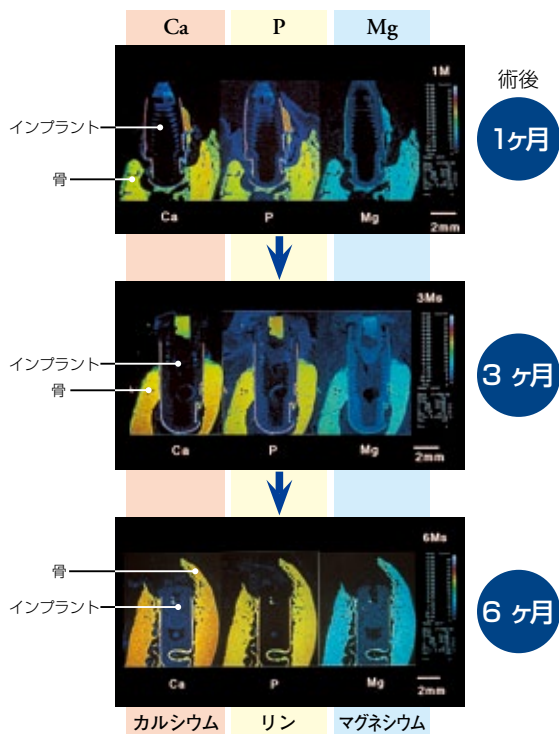 Ca P Mg
1M
術後
1ヶ月
インプラント
骨
Ca P Mg
2mm
3Ms
インプラント
骨
3 ヶ月
Ca P Mg
2mm
6Ms
骨
インプラント
6 ヶ月
Ca P Mg
2mm
カルシウム リン マグネシウム